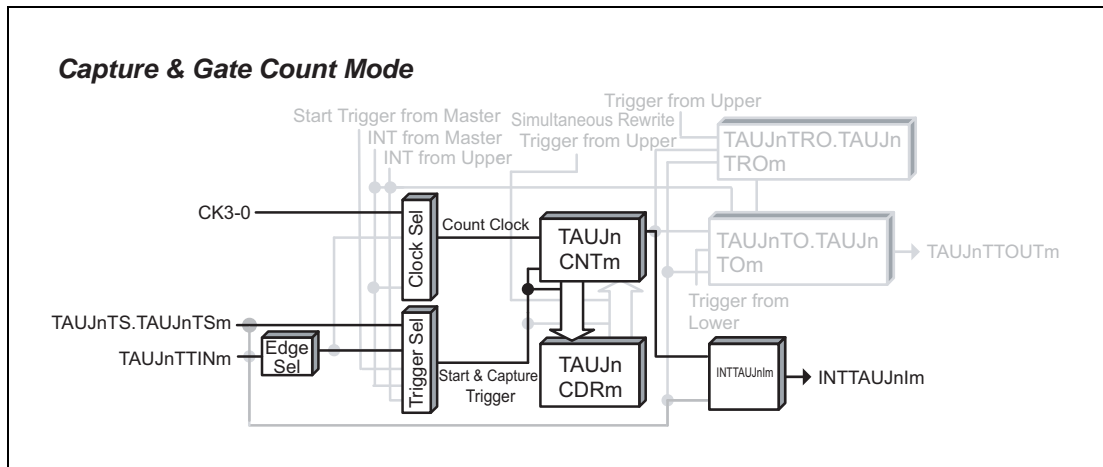 Capture & Gate Count Mode
Trigger from Upper
Start Trigger from Master
Simultaneous Rewrite
INT from Master
Trigger from Upper
INT from Upper
TAUJnTRO.TAUJn
TROm
CK3-0
Clock Sel
Count Clock
TAUJn
CNTm
TAUJnTO.TAUJn
TOm
TAUJnTTOUTm
Trigger from
Lower
TAUJnTS.TAUJnTSm
TAUJnTTINm
Edge
Sel
Trigger Sel
Start & Capture
Trigger
TAUJn
CDRm
INTTAUJnIm
INTTAUJnIm